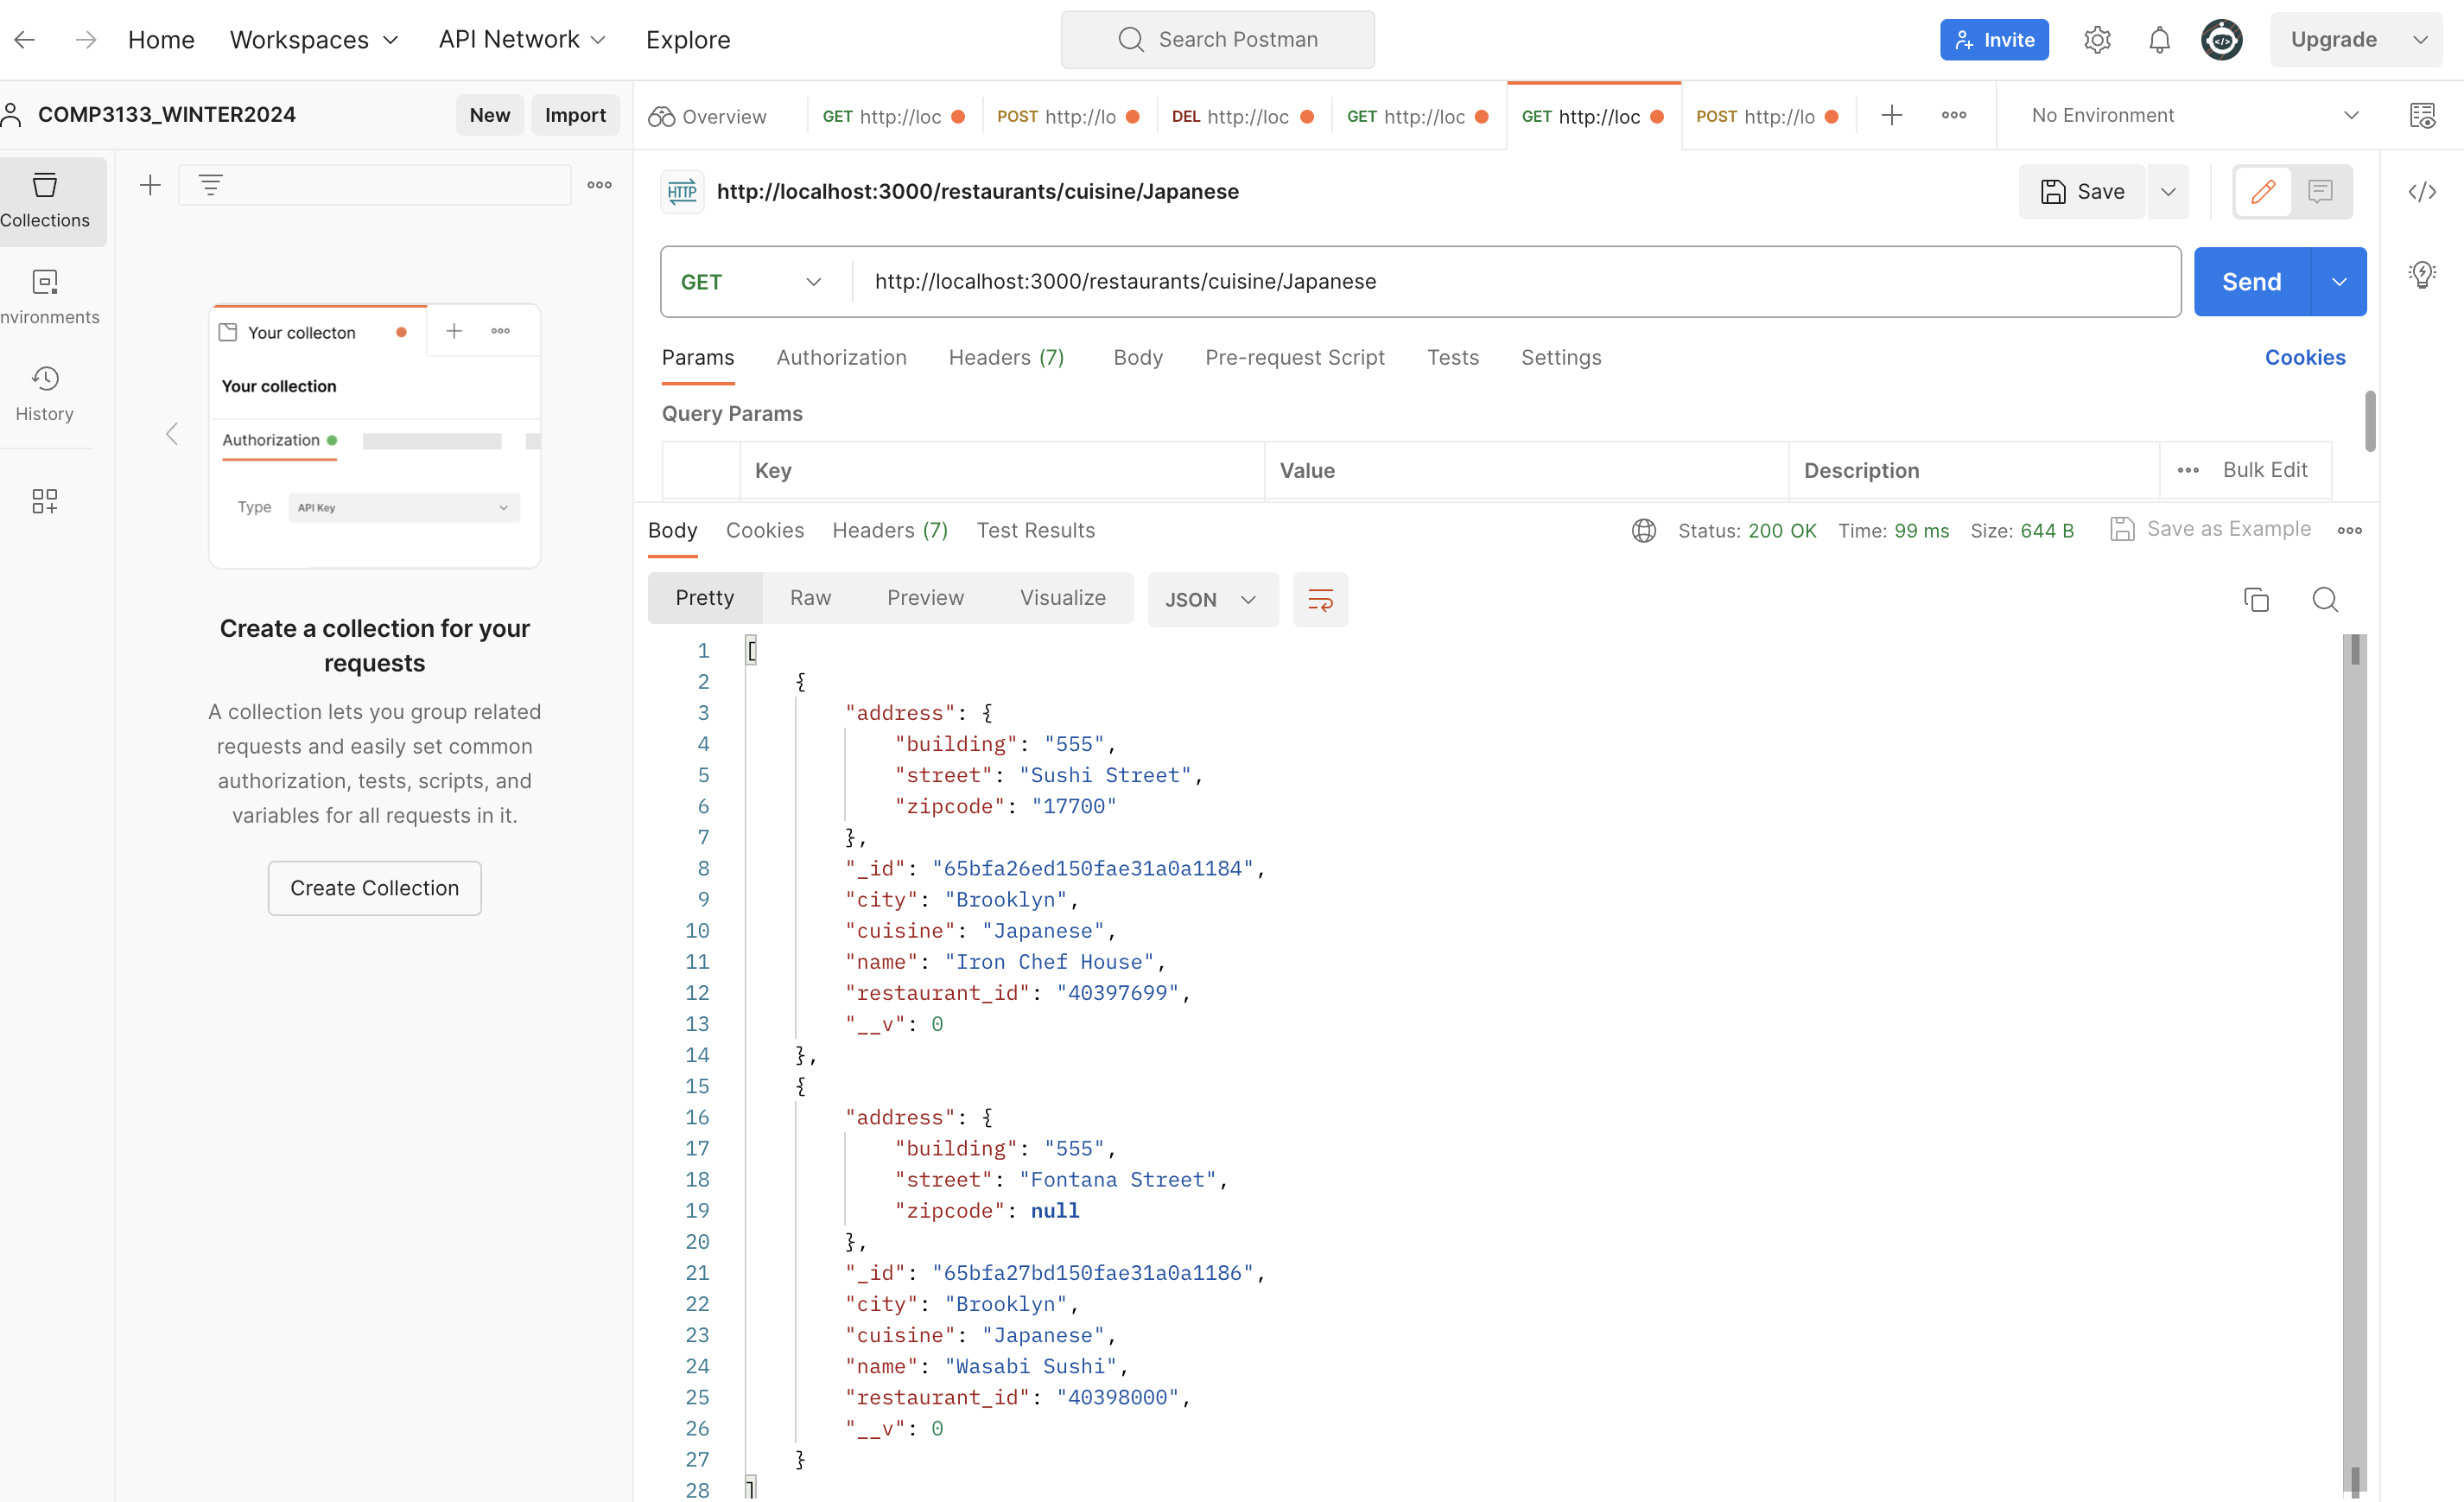 Home Workspaces API Network Explore Search Postman Invite Upgrade
COMP3133_WINTER2024 New Import Overview GET http://loc POST http://lo DEL http://loc GET http://loc GET http://loc POST http://lo No Environment
Collections
nvironments
History
Your collecton
Your collection
Authorization
Type API Key
Create a collection for your
requests
A collection lets you group related
requests and easily set common
authorization, tests, scripts, and
variables for all requests in it.
Create Collection
HTTP http://localhost:3000/restaurants/cuisine/Japanese Save
GET http://localhost:3000/restaurants/cuisine/Japanese Send
Params Authorization Headers (7) Body Pre-request Script Tests Settings Cookies
Query Params
Key Value Description Bulk Edit
Body Cookies Headers (7) Test Results Status: 200 OK Time: 99 ms Size: 644 B Save as Example
Pretty Raw Preview Visualize JSON
1 [
2 {
3 "address": {
4 "building": "555",
5 "street": "Sushi Street",
6 "zipcode": "17700"
7 },
8 "_id": "65bfa26ed150fae31a0a1184",
9 "city": "Brooklyn",
10 "cuisine": "Japanese",
11 "name": "Iron Chef House",
12 "restaurant_id": "40397699",
13 "__v": 0
14 },
15 {
16 "address": {
17 "building": "555",
18 "street": "Fontana Street",
19 "zipcode": null
20 },
21 "_id": "65bfa27bd150fae31a0a1186",
22 "city": "Brooklyn",
23 "cuisine": "Japanese",
24 "name": "Wasabi Sushi",
25 "restaurant_id": "40398000",
26 "__v": 0
27 }
28 ]